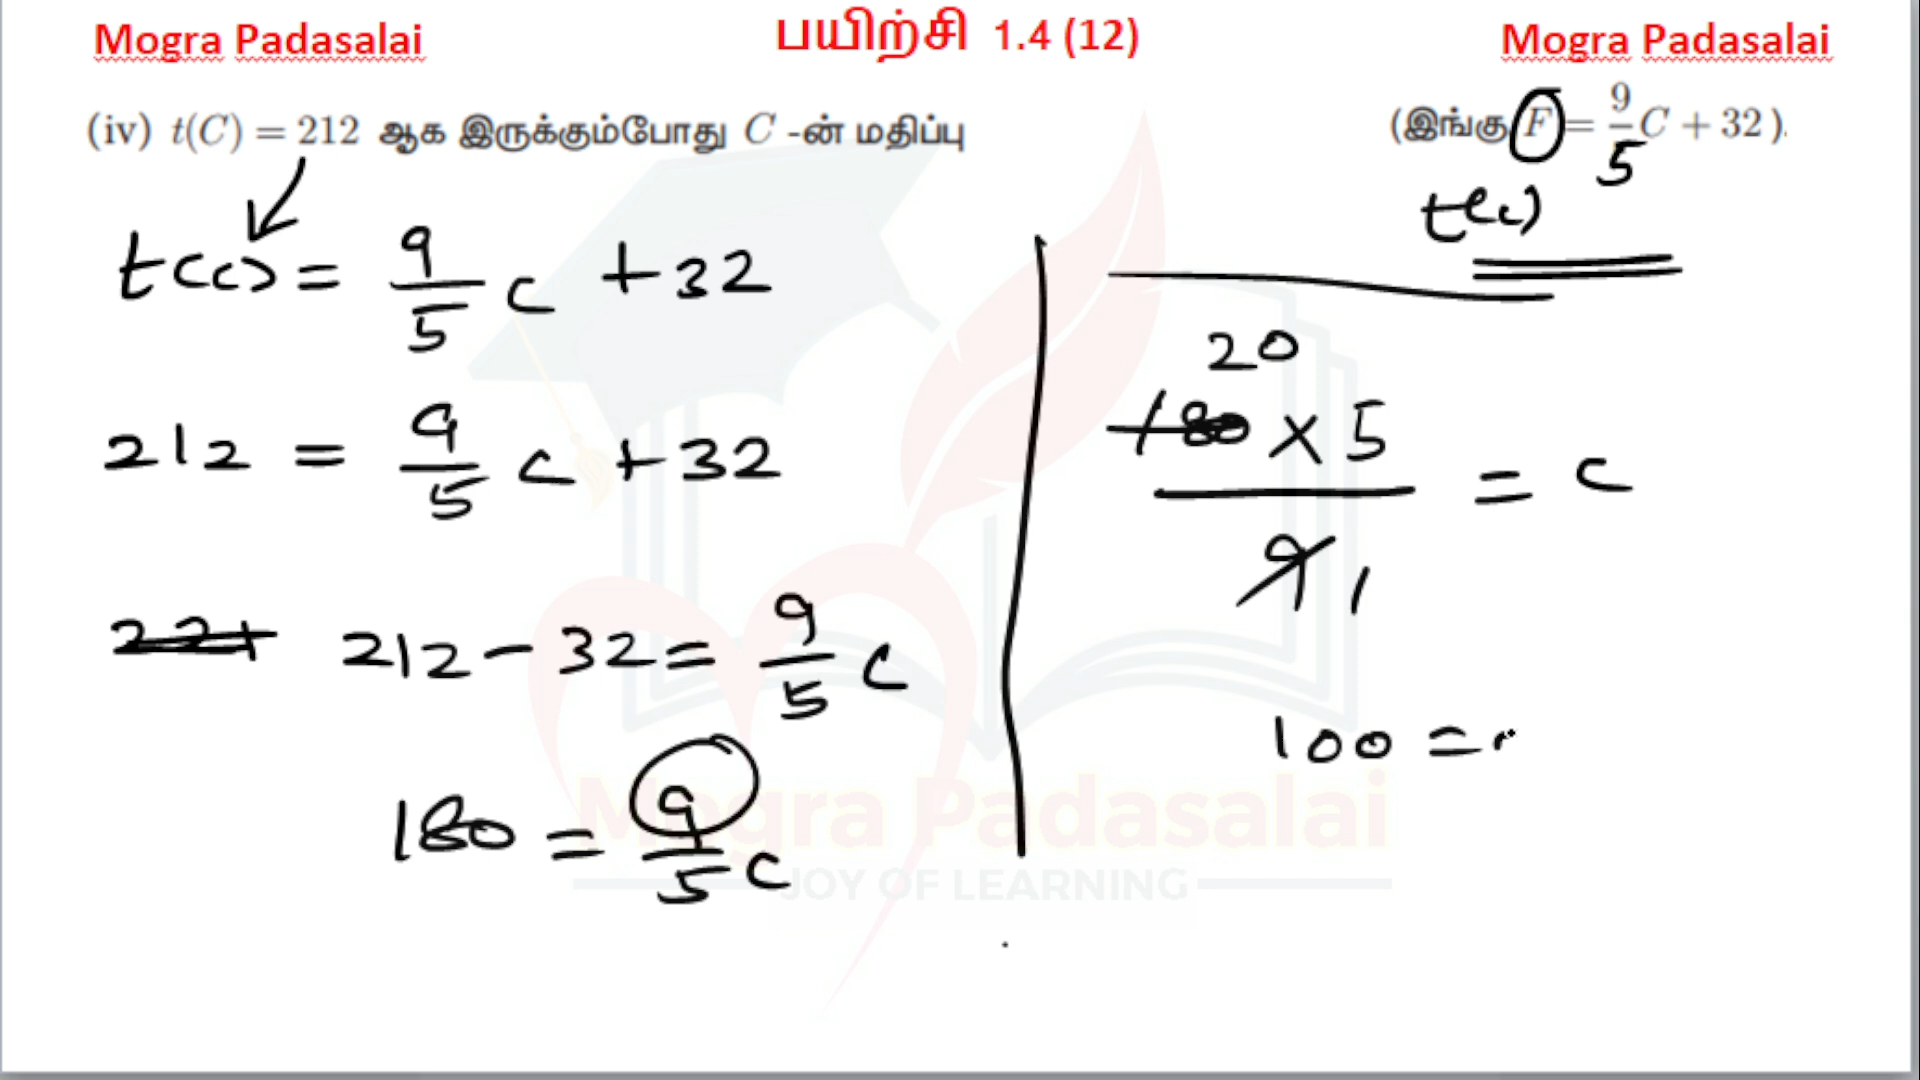 Mogra Padasalai
பயிற்சி 1.4 (12)
Mogra Padasalai
(iv) t(C) = 212 ஆக இருக்கும்போது C -ன் மதிப்பு
(இங்கு F = 9/5 C + 32 ).
t(c)
t(c) = 9/5 c + 32
212 = 9/5 c + 32
221 212 - 32 = 9/5 c
180 = 9/5 c
20
180 × 5 / 9 1 = c
100 =
Mogra Padasalai
JOY OF LEARNING